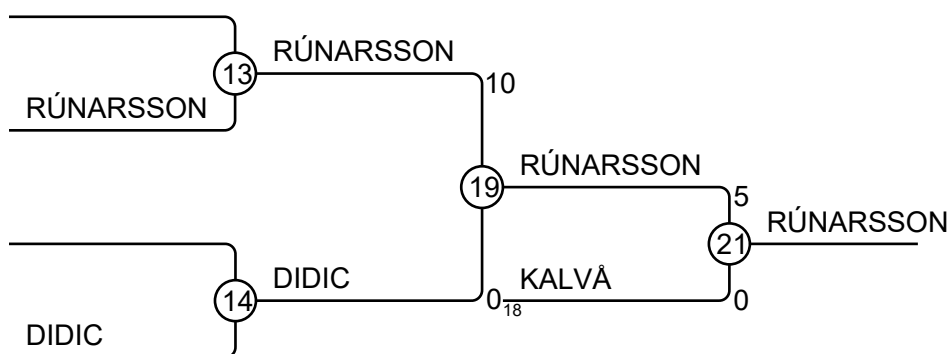 RÚNARSSON
13
10
RÚNARSSON
RÚNARSSON
19
5
RÚNARSSON
21
DIDIC
KALVÅ
14
0
18
0
DIDIC